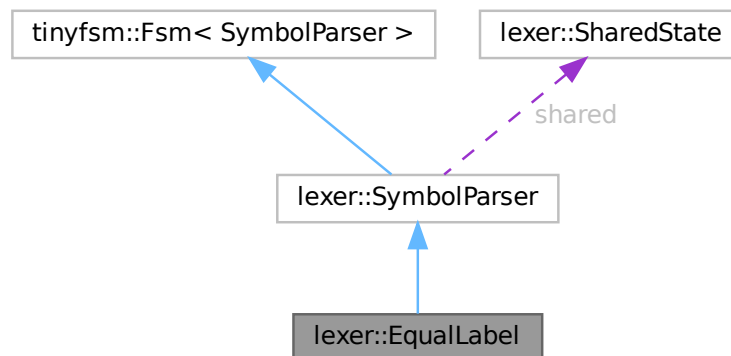 tinyfsm::Fsm< SymbolParser >
lexer::SharedState
shared
lexer::SymbolParser
lexer::EqualLabel